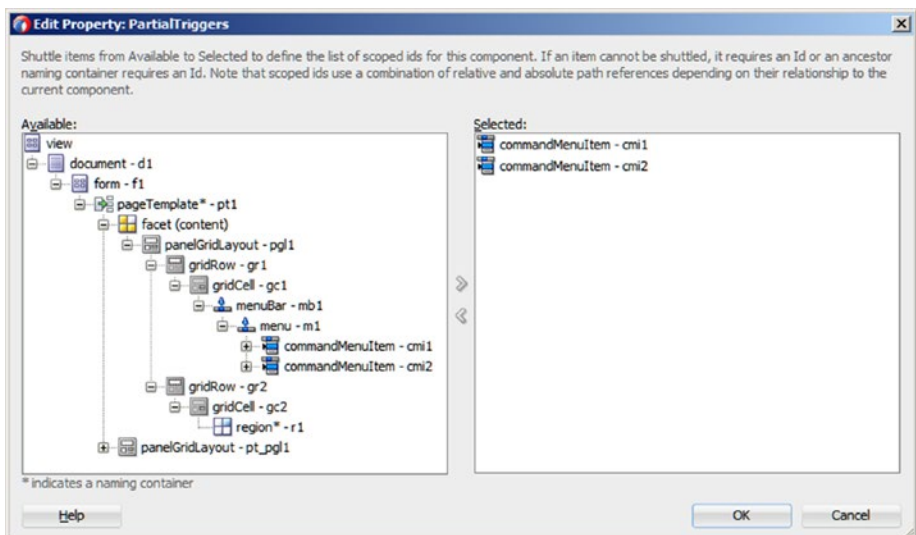 Edit Property: PartialTriggers
Shuttle items from Available to Selected to define the list of scoped ids for this component. If an item cannot be shuttled, it requires an Id or an ancestor
naming container requires an Id. Note that scoped ids use a combination of relative and absolute path references depending on their relationship to the
current component.
Available:
view
document - d1
form - f1
pageTemplate* - pt1
facet (content)
panelGridLayout - pgl1
gridRow - gr1
gridCell - gc1
menuBar - mb1
menu - m1
commandMenuItem - cmi1
commandMenuItem - cmi2
gridRow - gr2
gridCell - gc2
region* - r1
panelGridLayout - pt_pgl1
* indicates a naming container
Selected:
commandMenuItem - cmi1
commandMenuItem - cmi2
Help
OK
Cancel